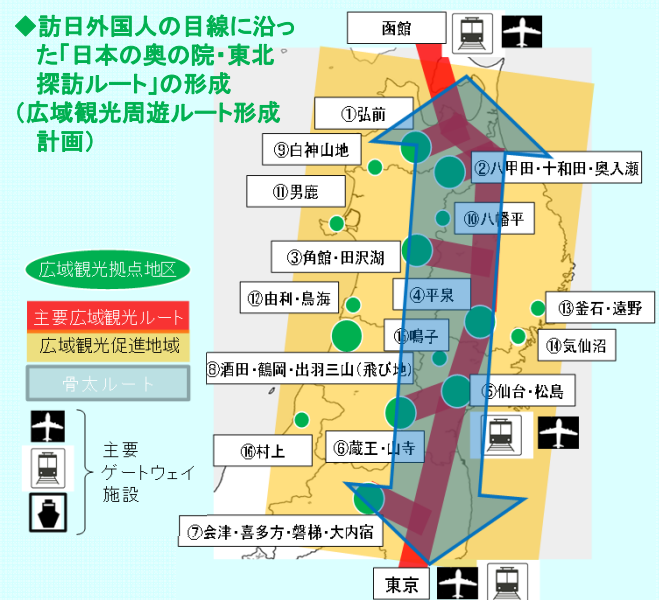 ◆訪日外国人の目線に沿っ
た「日本の奥の院・東北
探訪ルート」の形成
（広域観光周遊ルート形成
計画）
函館
①弘前
⑨白神山地
②八甲田・十和田・奥入瀬
⑪男鹿
⑩八幡平
③角館・田沢湖
広域観光拠点地区
④平泉
⑫由利・鳥海
⑬釜石・遠野
主要広域観光ルート
⑮鳴子
⑭気仙沼
広域観光促進地域
⑧酒田・鶴岡・出羽三山（飛び地）
骨太ルート
⑤仙台・松島
⑯村上
⑥蔵王・山寺
主要
ゲートウェイ
施設
⑦会津・喜多方・磐梯・大内宿
東京